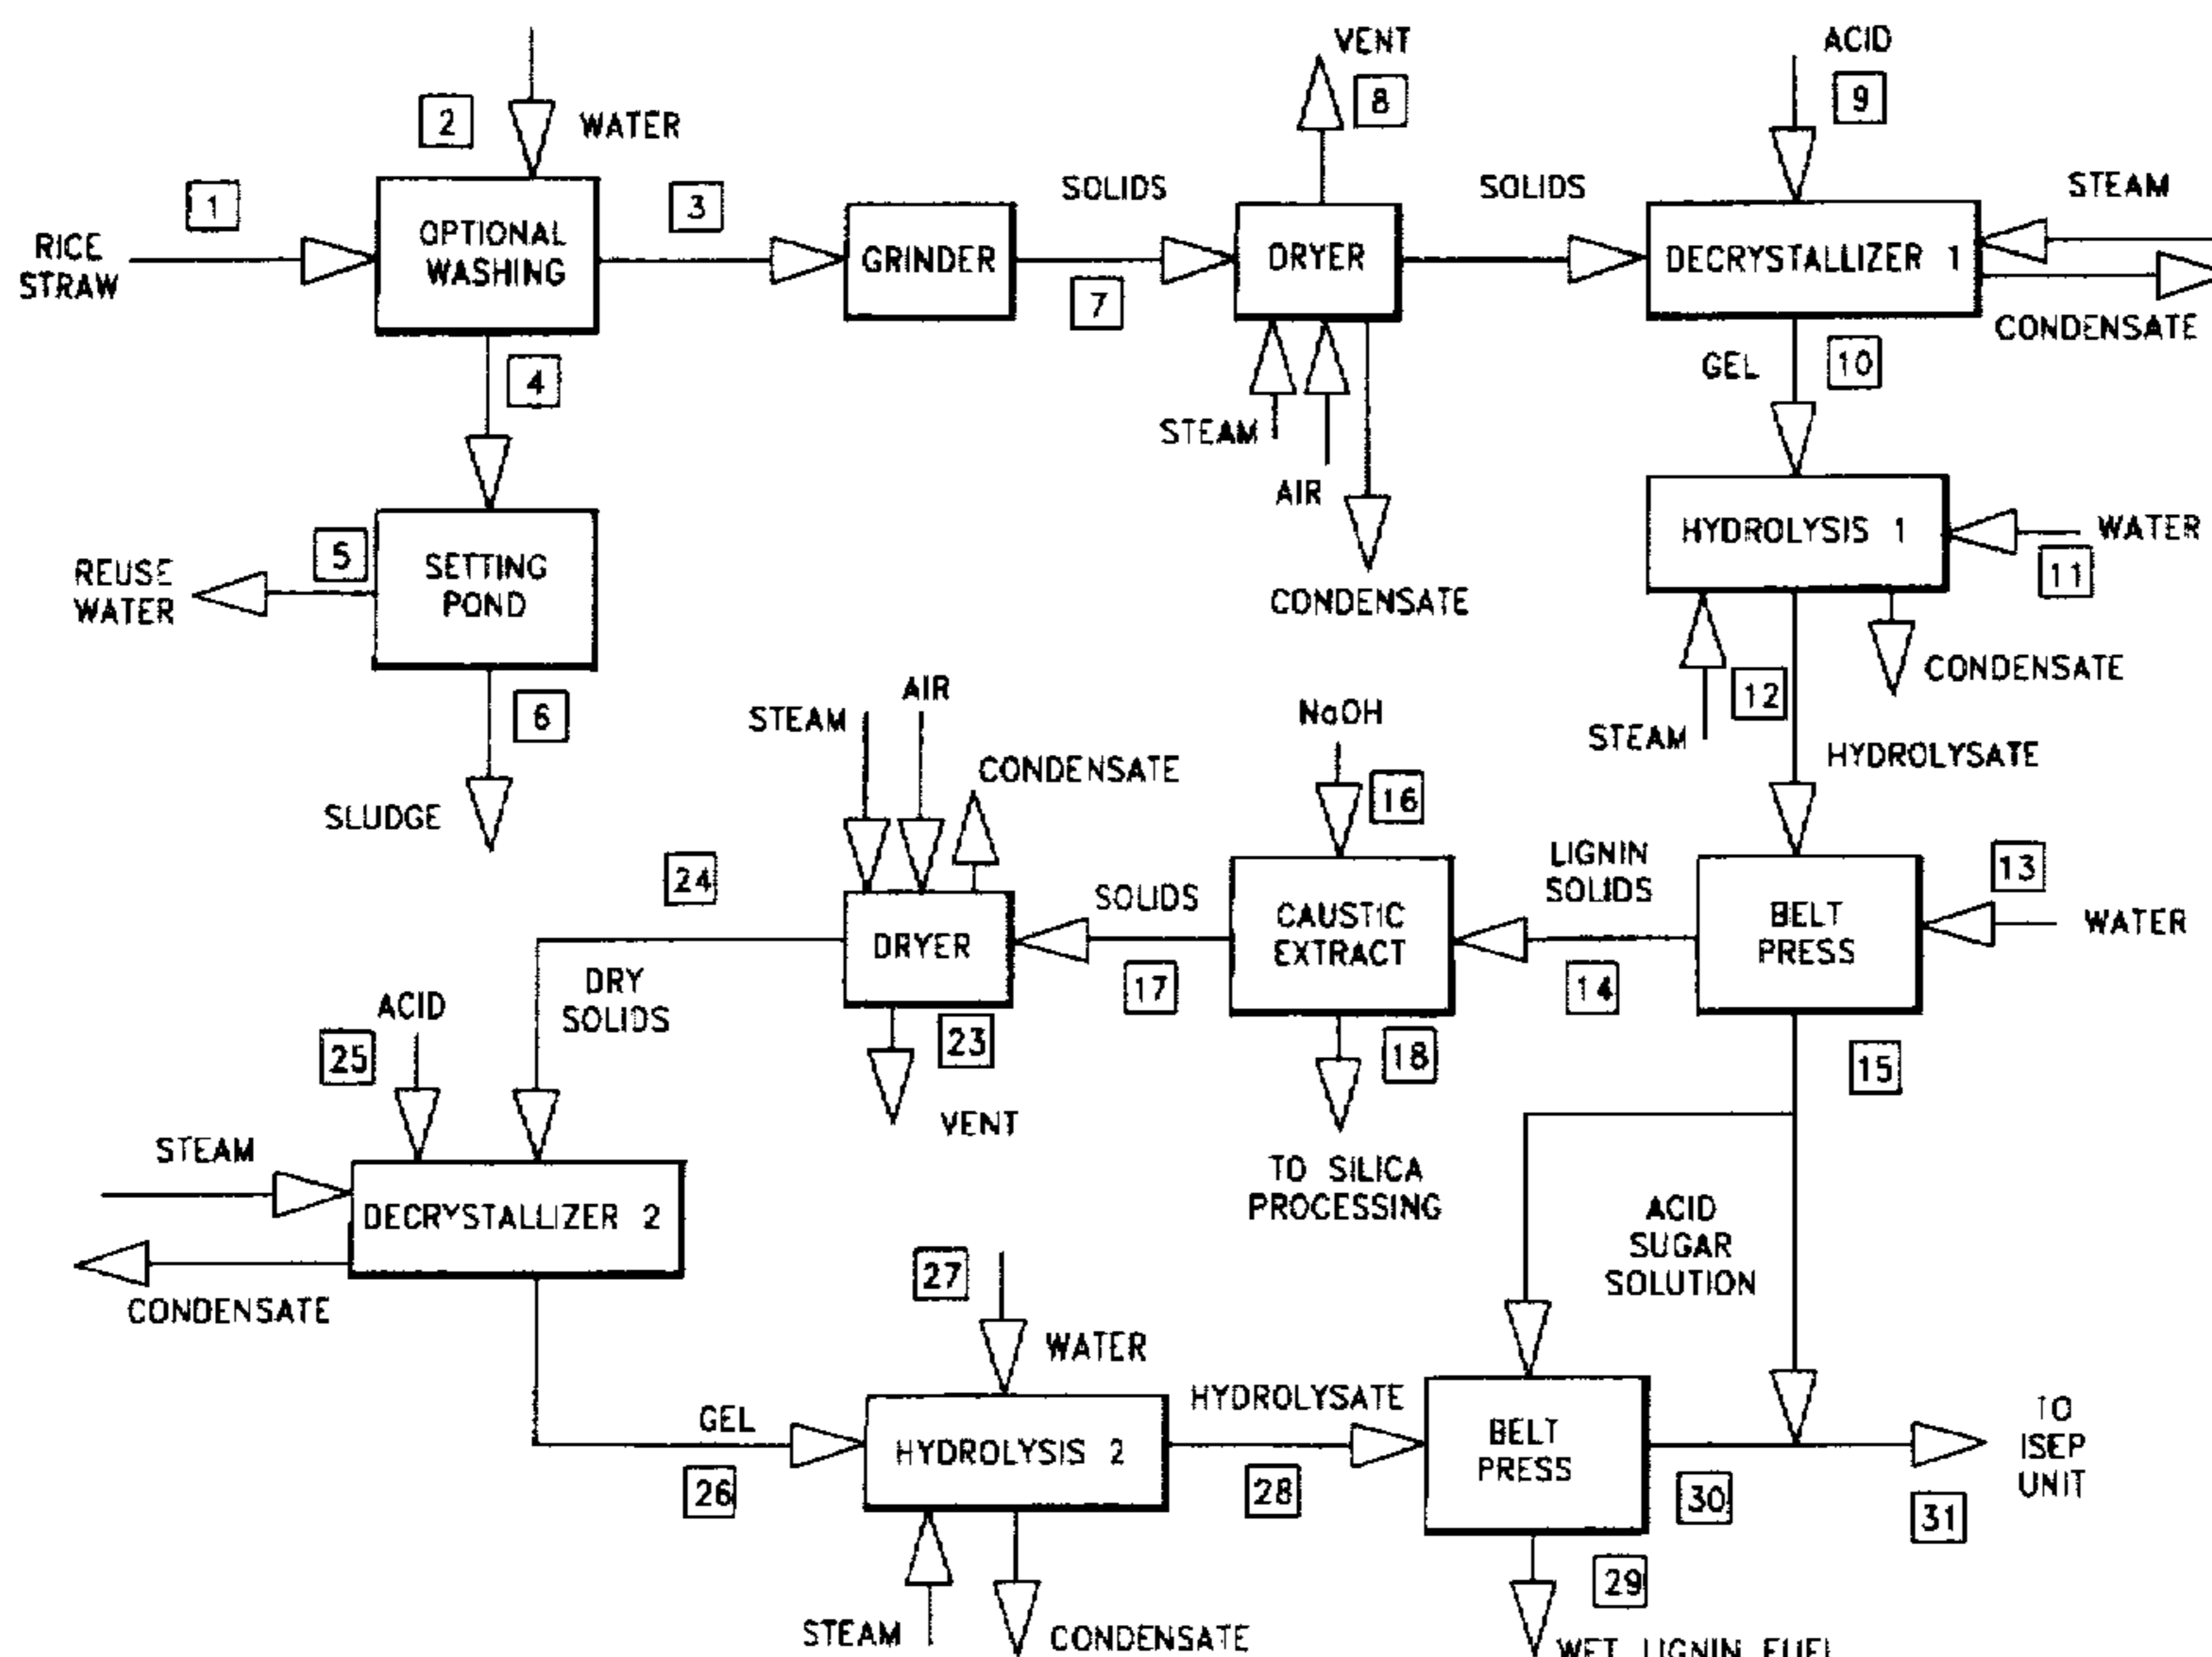 VENT
8
ACID
9
2
WATER
1
3
SOLIDS
SOLIDS
STEAM
RICE
STRAW
OPTIONAL
WASHING
GRINDER
7
DRYER
DECRYSTALLIZER 1
CONDENSATE
4
GEL
10
STEAM
AIR
CONDENSATE
HYDROLYSIS 1
WATER
11
5
REUSE
WATER
SETTING
POND
6
SLUDGE
STEAM
12
CONDENSATE
HYDROLYSATE
STEAM
AIR
CONDENSATE
NaOH
16
24
DRYER
SOLIDS
17
CAUSTIC
EXTRACT
LIGNIN
SOLIDS
14
BELT
PRESS
13
WATER
DRY
SOLIDS
23
VENT
18
TO SILICA
PROCESSING
15
ACID
25
STEAM
DECRYSTALLIZER 2
CONDENSATE
ACID
SUGAR
SOLUTION
27
WATER
GEL
26
HYDROLYSIS 2
HYDROLYSATE
28
BELT
PRESS
30
TO
ISEP
UNIT
31
STEAM
CONDENSATE
29
WET LIGNIN FUEL